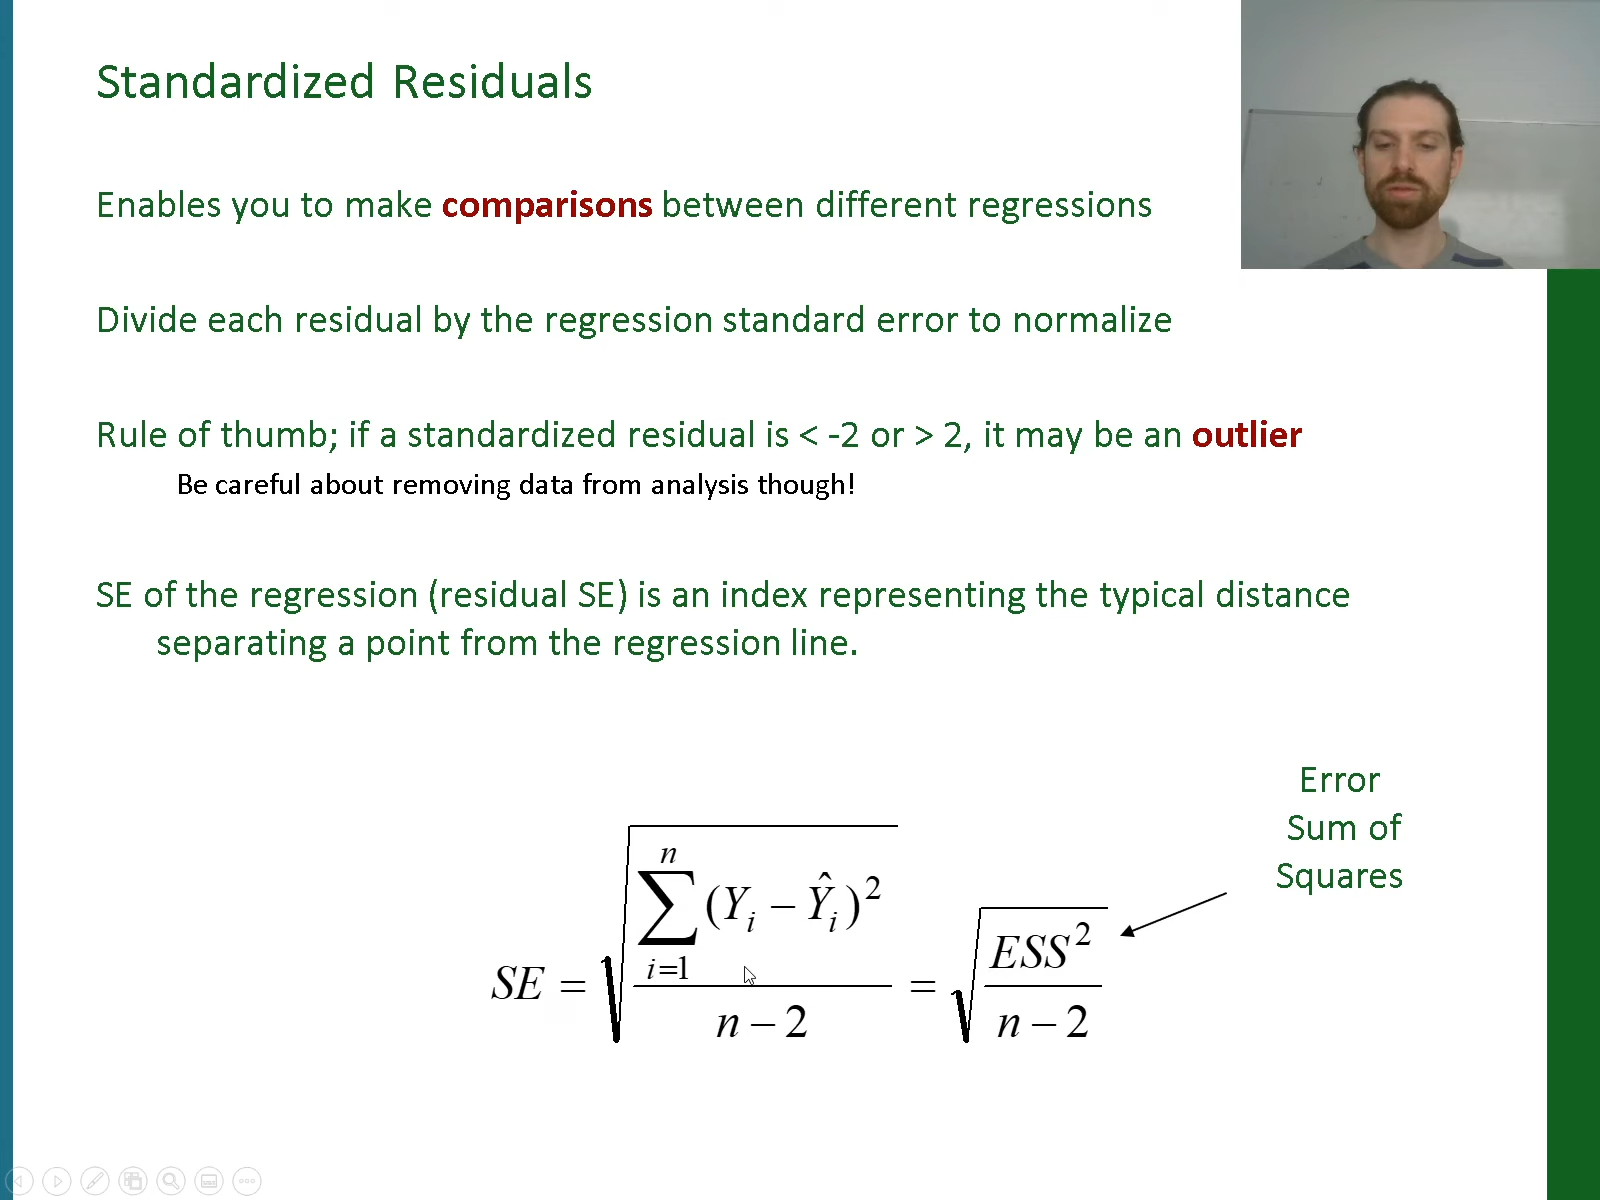 Standardized Residuals
Enables you to make comparisons between different regressions
Divide each residual by the regression standard error to normalize
Rule of thumb; if a standardized residual is < -2 or > 2, it may be an outlier
Be careful about removing data from analysis though!
SE of the regression (residual SE) is an index representing the typical distance
separating a point from the regression line.
Error
Sum of
Squares
SE = √(∑_{i=1}^{n} (Y_i − Ŷ_i)² / (n − 2)) = √(ESS² / (n − 2))